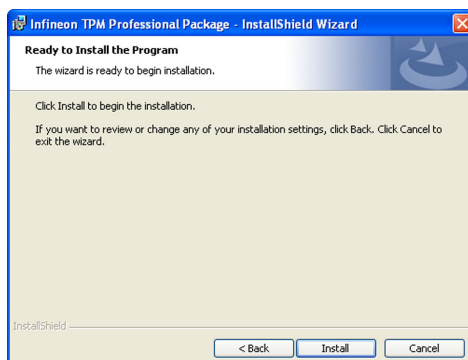 Infineon TPM Professional Package - InstallShield Wizard
Ready to Install the Program
The wizard is ready to begin installation.
Click Install to begin the installation.
If you want to review or change any of your installation settings, click Back. Click Cancel to
exit the wizard.
InstallShield
< Back Install Cancel